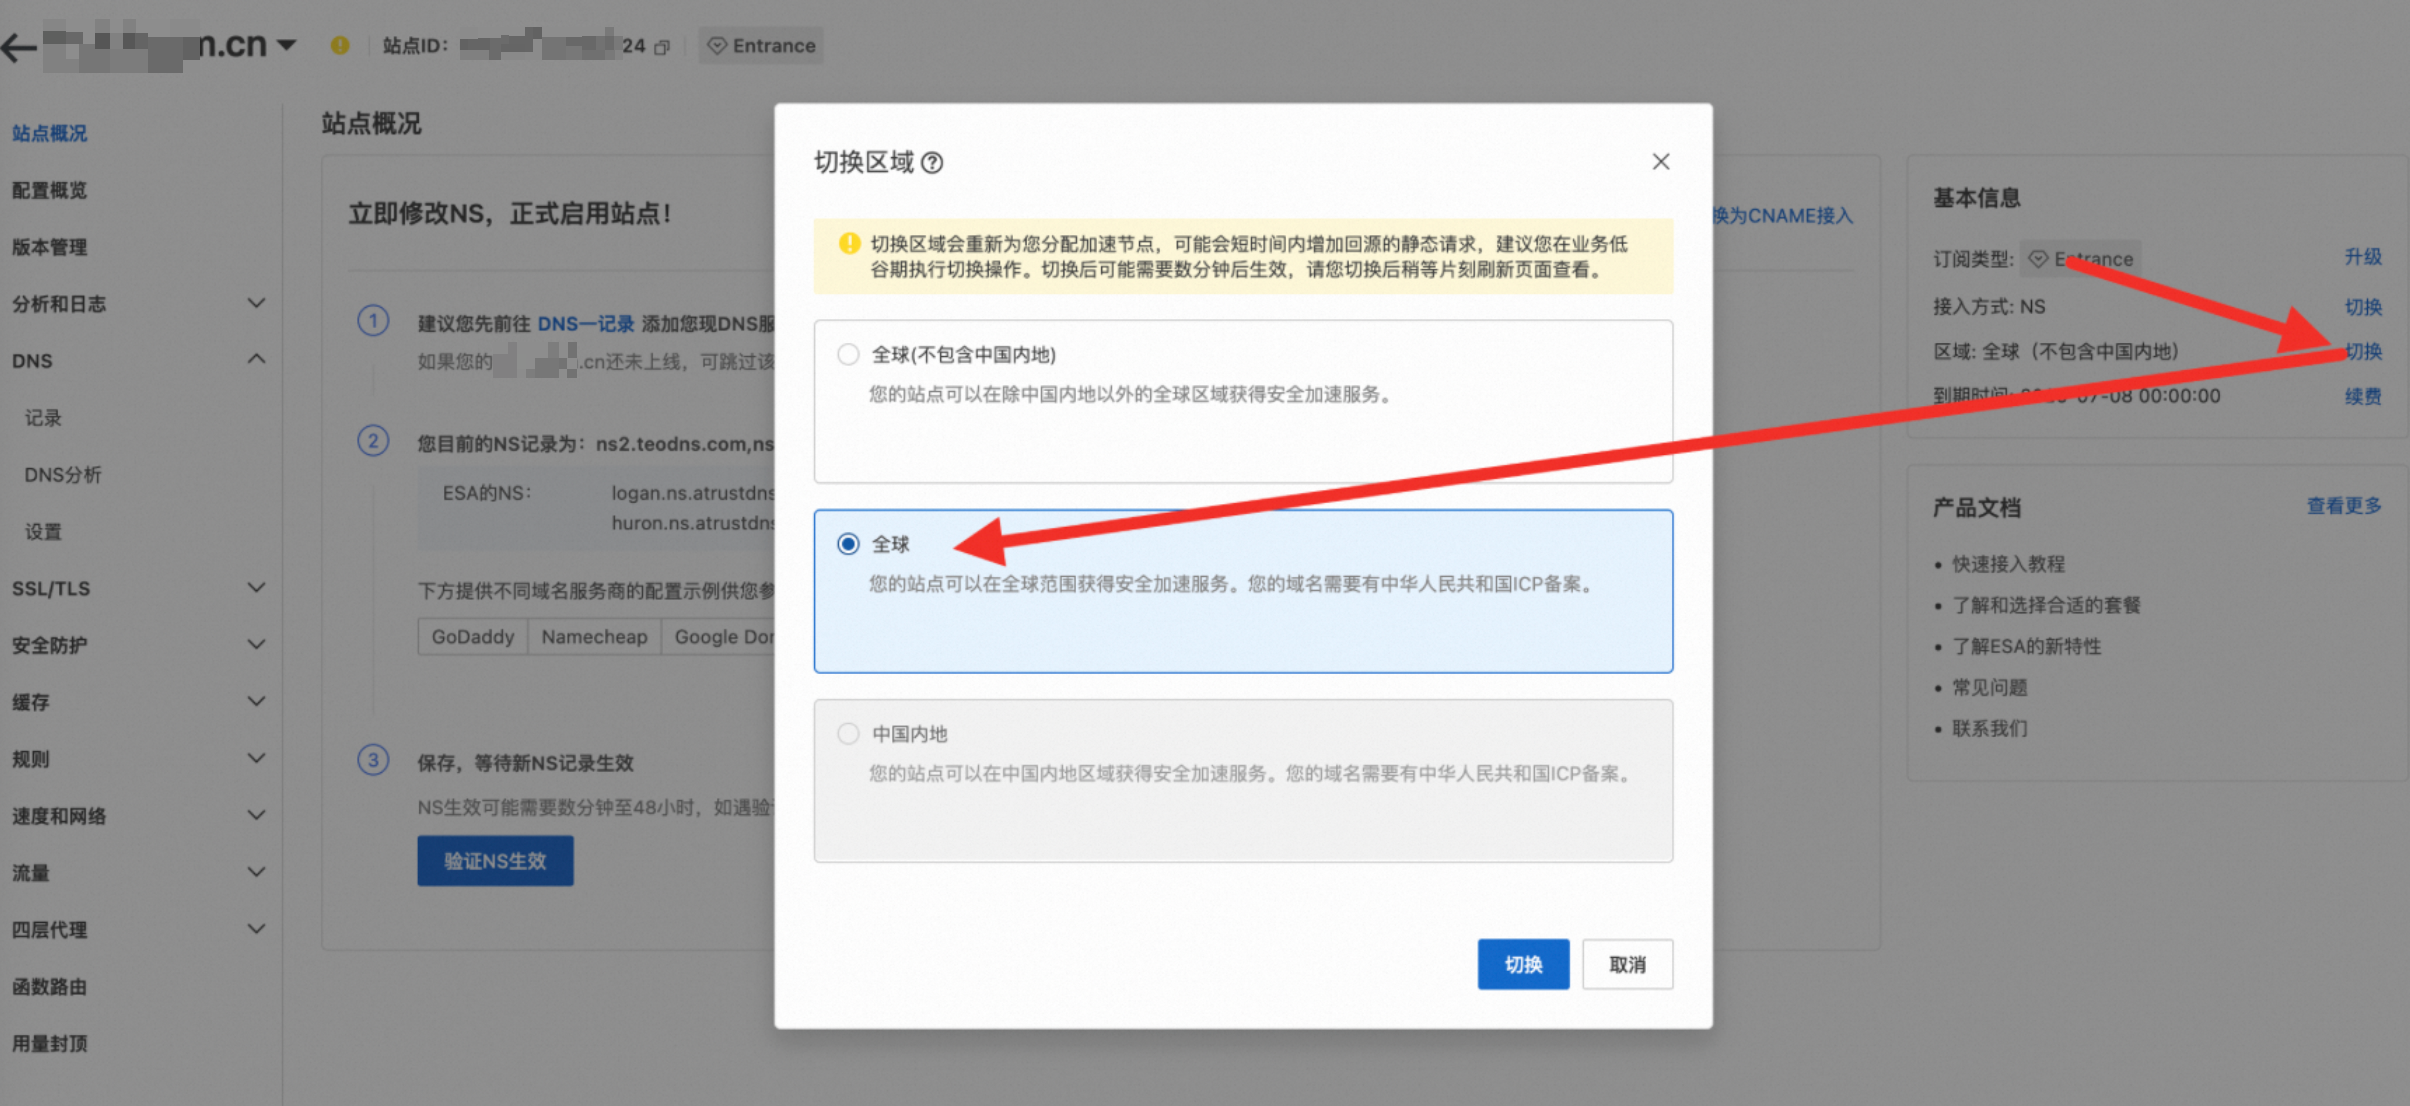 m.cn
站点ID:
24
Entrance
站点概况
配置概览
版本管理
分析和日志
DNS
记录
DNS分析
设置
SSL/TLS
安全防护
缓存
规则
速度和网络
流量
四层代理
函数路由
用量封顶
站点概况
立即修改NS，正式启用站点！
换为CNAME接入
1
建议您先前往 DNS—记录 添加您现DNS服
如果您的
.cn还未上线，可跳过该
2
您目前的NS记录为：ns2.teodns.com,ns
ESA的NS:
logan.ns.atrustdns
huron.ns.atrustdns
下方提供不同域名服务商的配置示例供您参
GoDaddy
Namecheap
Google Dor
3
保存，等待新NS记录生效
NS生效可能需要数分钟至48小时，如遇验
验证NS生效
切换区域
切换区域会重新为您分配加速节点，可能会短时间内增加回源的静态请求，建议您在业务低
谷期执行切换操作。切换后可能需要数分钟后生效，请您切换后稍等片刻刷新页面查看。
全球(不包含中国内地)
您的站点可以在除中国内地以外的全球区域获得安全加速服务。
全球
您的站点可以在全球范围获得安全加速服务。您的域名需要有中华人民共和国ICP备案。
中国内地
您的站点可以在中国内地区域获得安全加速服务。您的域名需要有中华人民共和国ICP备案。
切换
取消
基本信息
订阅类型: Entrance
升级
接入方式: NS
切换
区域: 全球（不包含中国内地）
切换
到期时间: -07-08 00:00:00
续费
产品文档
查看更多
• 快速接入教程
• 了解和选择合适的套餐
• 了解ESA的新特性
• 常见问题
• 联系我们